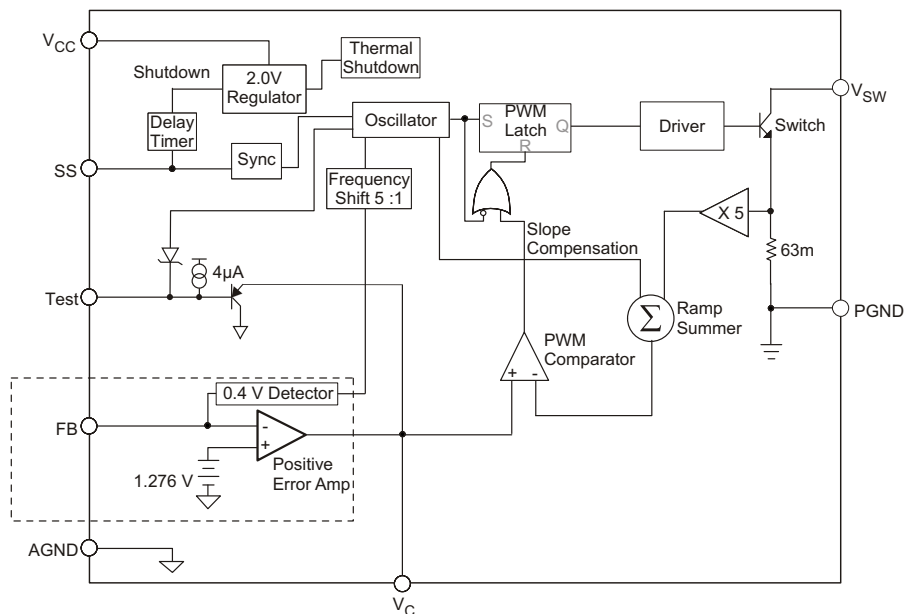 VCC
Shutdown
2.0V
Regulator
Thermal
Shutdown
Delay
Timer
SS
Sync
Oscillator
S
PWM
Latch
Q
R
Driver
Switch
VSW
Frequency
Shift 5 :1
Slope
Compensation
X 5
63m
4µA
Test
Σ
Ramp
Summer
PGND
PWM
Comparator
+
-
0.4 V Detector
FB
-
+
1.276 V
Positive
Error Amp
AGND
VC